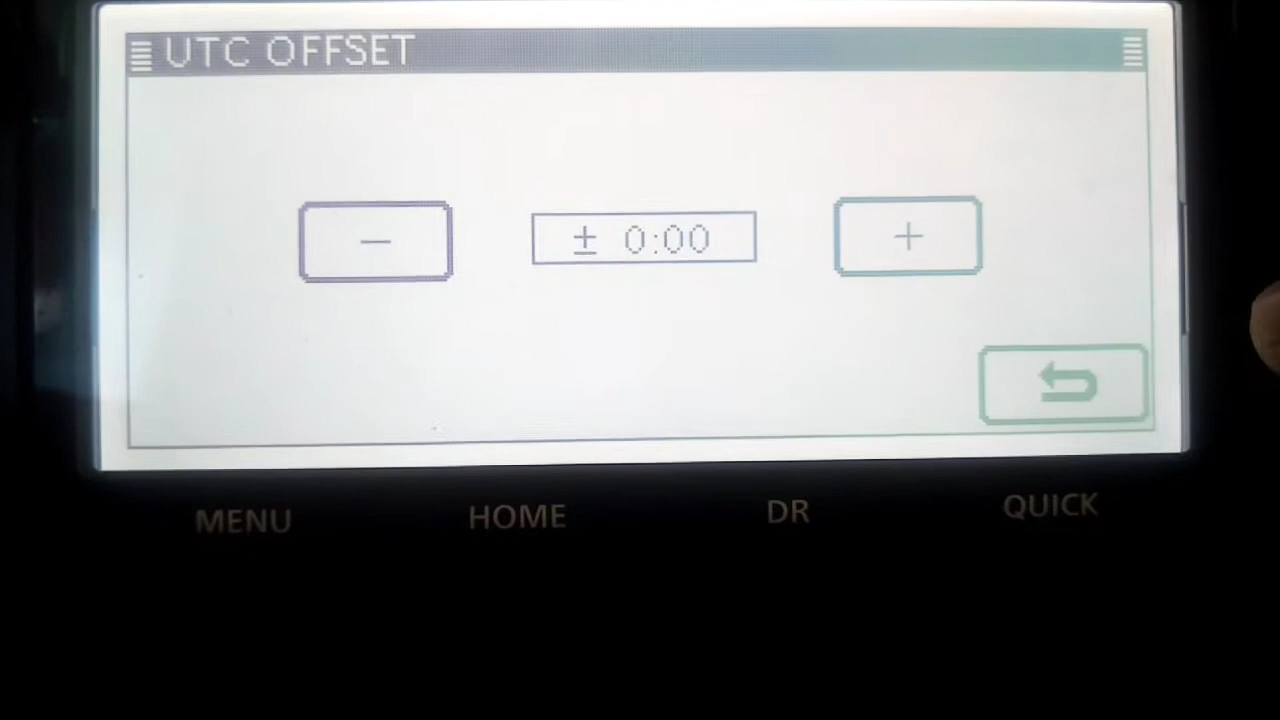 UTC OFFSET
− ± 0:00 +
MENU HOME DR QUICK